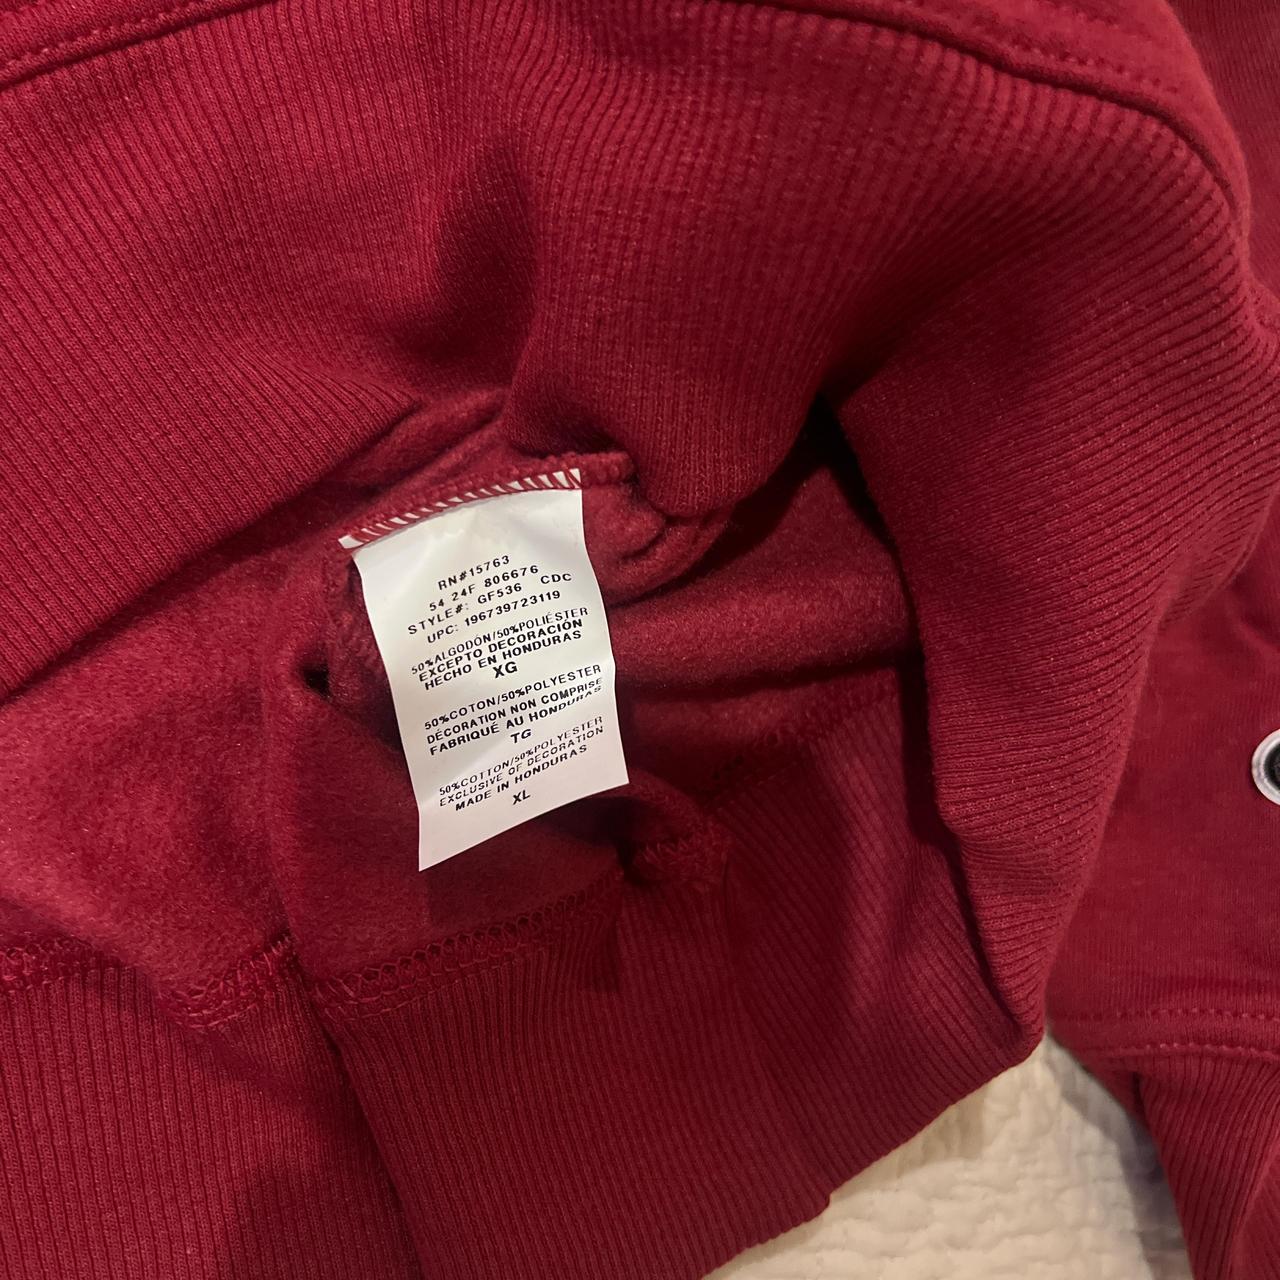 RN#15763
54 24F 806676
STYLE#: GF536 CDC
UPC: 196739723119
50%ALGODÓN/50%POLIÉSTER
EXCEPTO DECORACIÓN
HECHO EN HONDURAS
XG
50%COTON/50%POLYESTER
DÉCORATION NON COMPRISE
FABRIQUÉ AU HONDURAS
TG
50%COTTON/50%POLYESTER
EXCLUSIVE OF DECORATION
MADE IN HONDURAS
XL